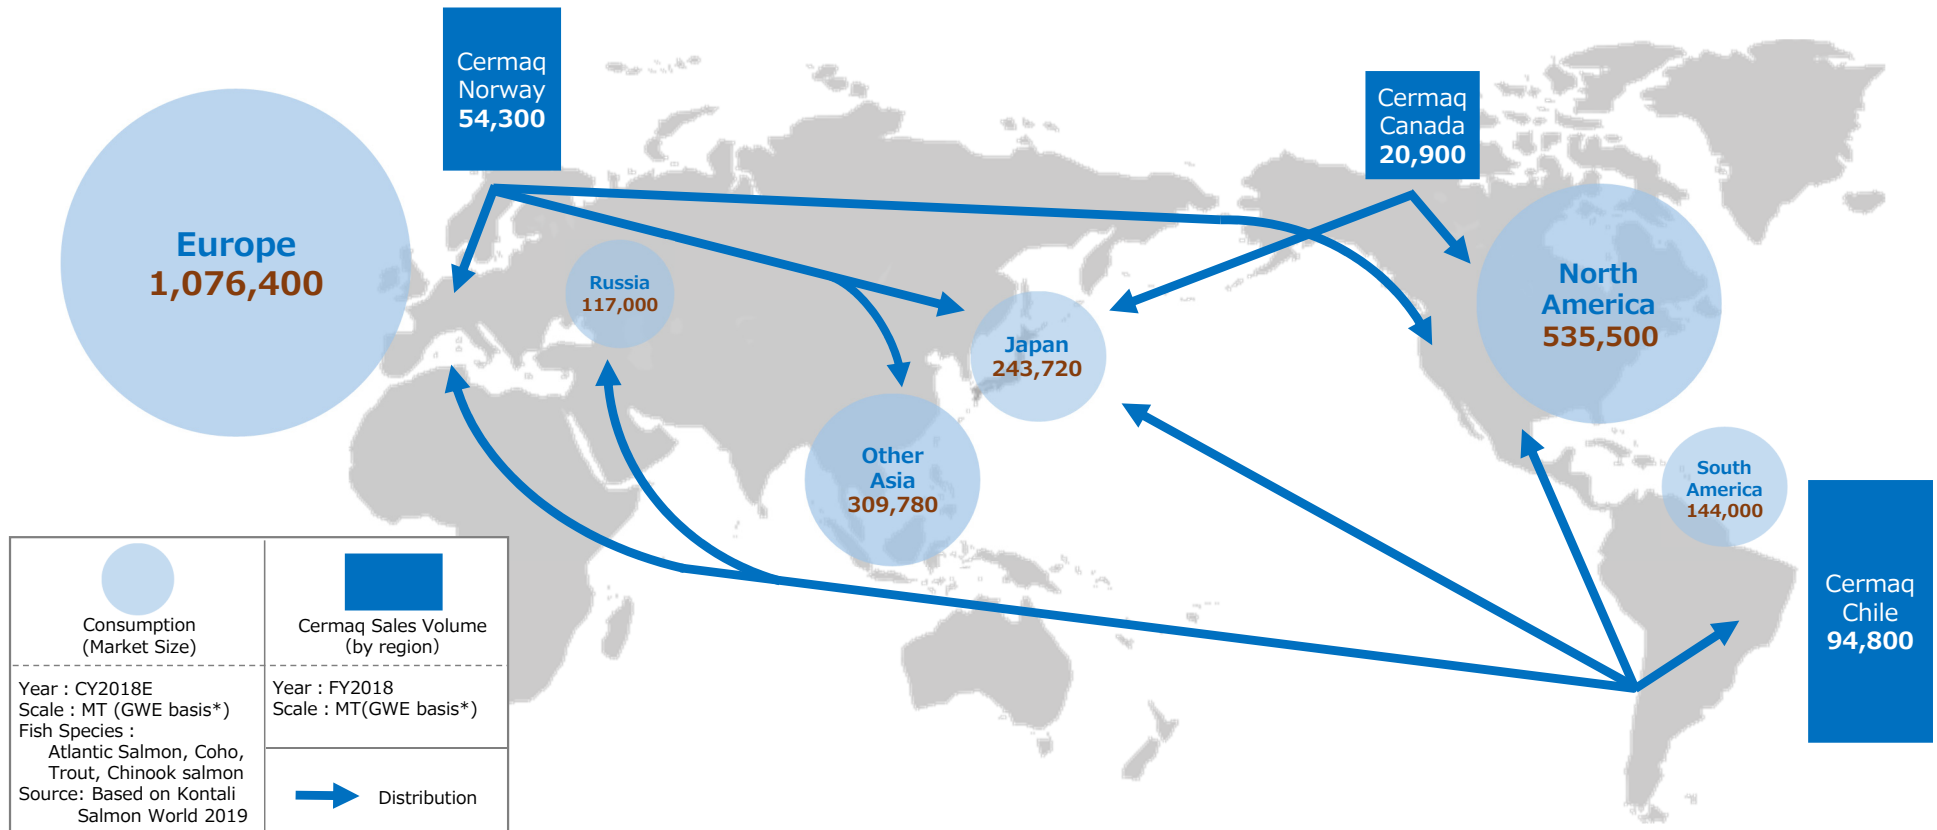 Cermaq
Norway
54,300
Cermaq
Canada
20,900
Europe
1,076,400
Russia
117,000
Japan
243,720
North
America
535,500
Other
Asia
309,780
South
America
144,000
Cermaq
Chile
94,800
Consumption
(Market Size)
Year : CY2018E
Scale : MT (GWE basis*)
Fish Species :
Atlantic Salmon, Coho,
Trout, Chinook salmon
Source: Based on Kontali
Salmon World 2019
Cermaq Sales Volume
(by region)
Year : FY2018
Scale : MT(GWE basis*)
Distribution